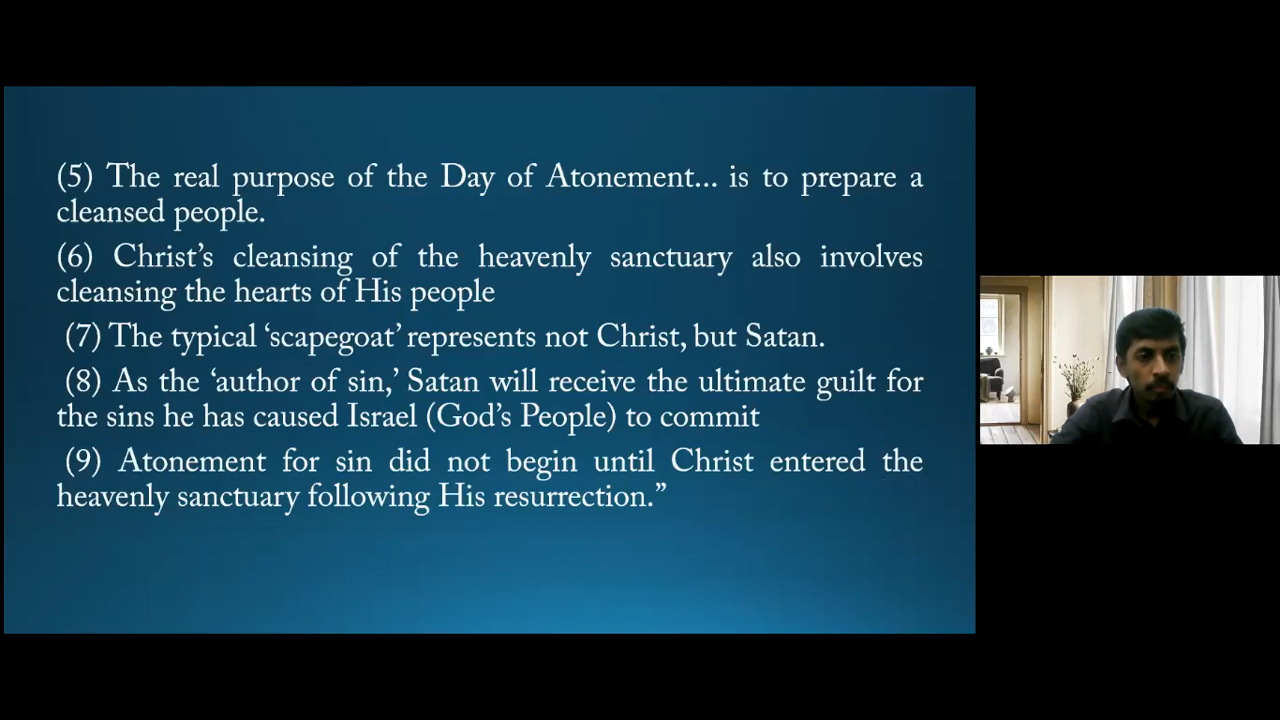 (5) The real purpose of the Day of Atonement... is to prepare a
cleansed people.
(6) Christ’s cleansing of the heavenly sanctuary also involves
cleansing the hearts of His people
(7) The typical ‘scapegoat’ represents not Christ, but Satan.
(8) As the ‘author of sin,’ Satan will receive the ultimate guilt for
the sins he has caused Israel (God’s People) to commit
(9) Atonement for sin did not begin until Christ entered the
heavenly sanctuary following His resurrection.”